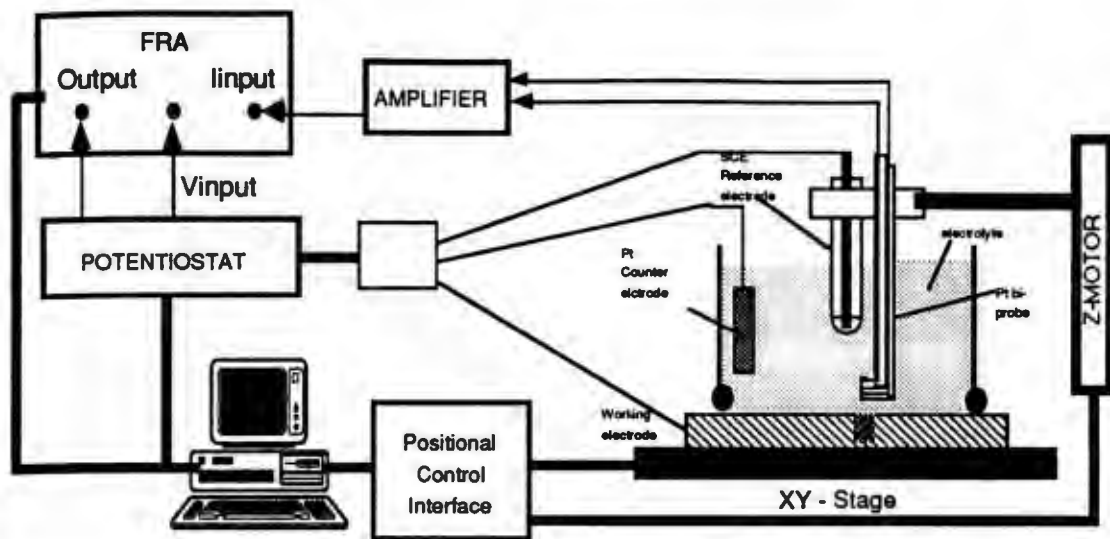 FRA
Output
Iinput
AMPLIFIER
Vinput
POTENTIOSTAT
SCE
Reference
electrode
Pt
Counter
elctrode
electrolyte
Pt bi-
probe
Z-MOTOR
Working
electrode
Positional
Control
Interface
XY - Stage